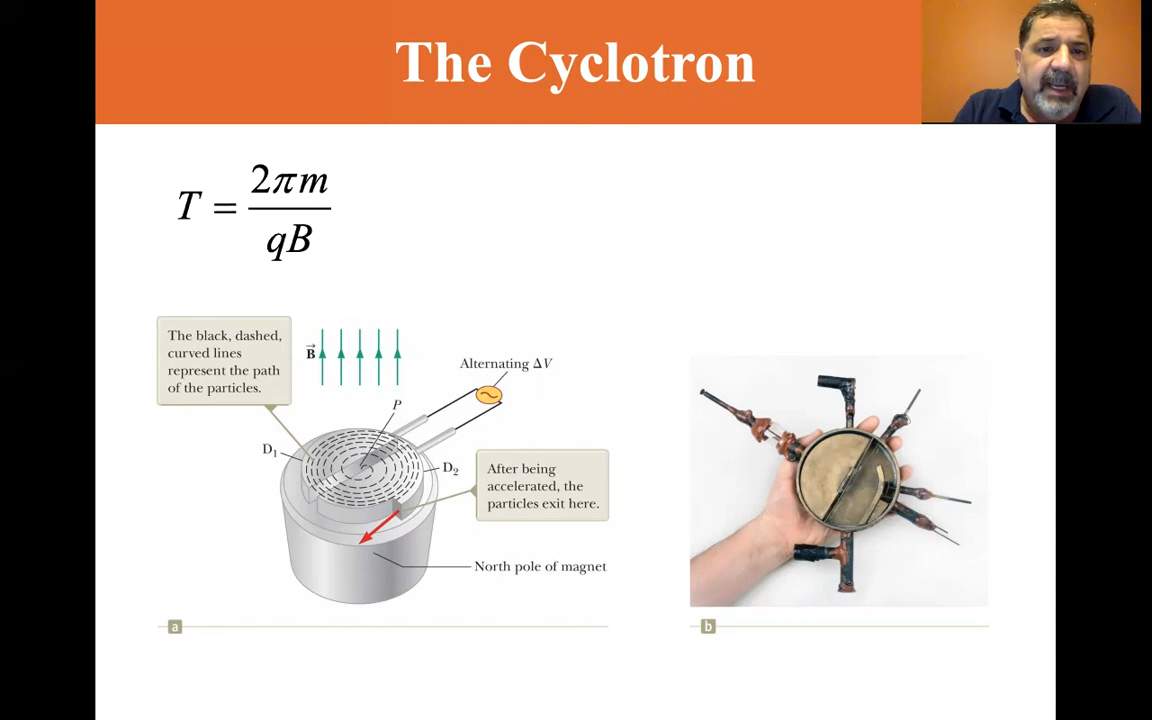 The Cyclotron
T = 2πm / qB
The black, dashed,
curved lines
represent the path
of the particles.
B
Alternating ΔV
P
D1
D2
After being
accelerated, the
particles exit here.
North pole of magnet
a
b